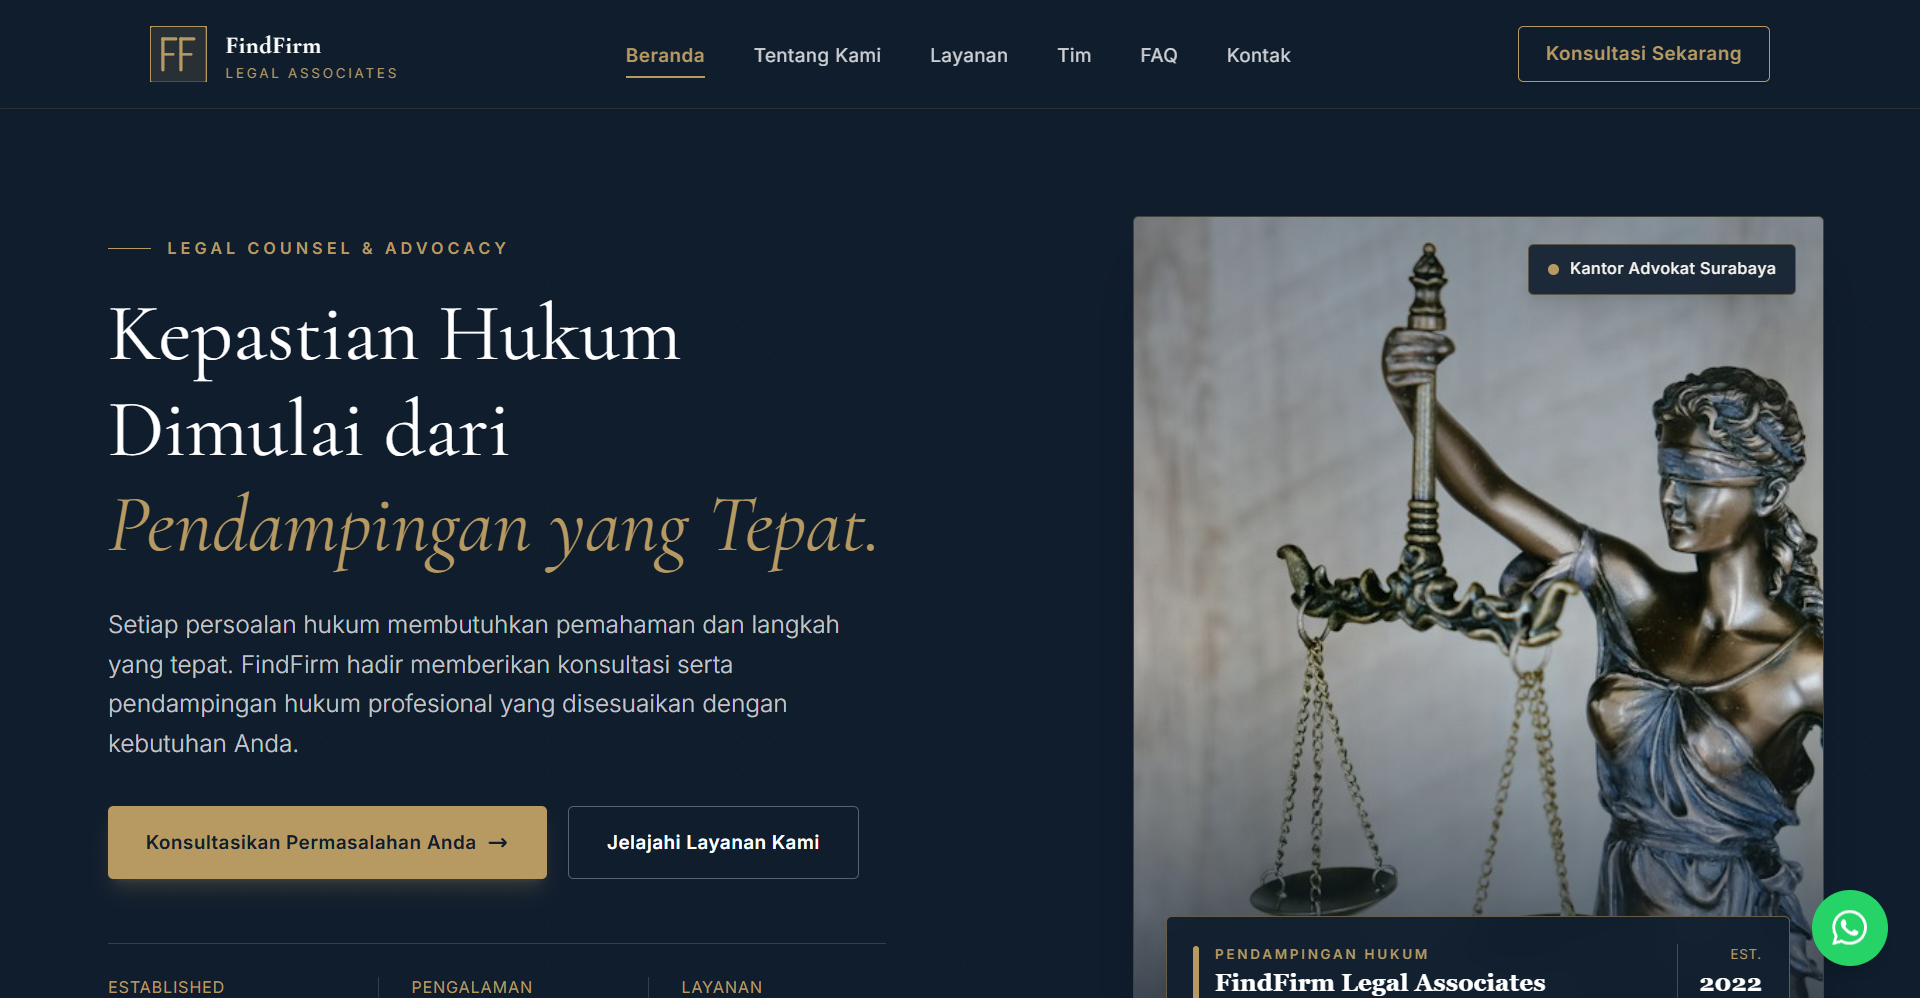 FF
FindFirm
LEGAL ASSOCIATES
Beranda
Tentang Kami
Layanan
Tim
FAQ
Kontak
Konsultasi Sekarang
LEGAL COUNSEL & ADVOCACY
Kepastian Hukum
Dimulai dari
Pendampingan yang Tepat.
Setiap persoalan hukum membutuhkan pemahaman dan langkah
yang tepat. FindFirm hadir memberikan konsultasi serta
pendampingan hukum profesional yang disesuaikan dengan
kebutuhan Anda.
Konsultasikan Permasalahan Anda →
Jelajahi Layanan Kami
ESTABLISHED
PENGALAMAN
LAYANAN
Kantor Advokat Surabaya
PENDAMPINGAN HUKUM
FindFirm Legal Associates
EST.
2022